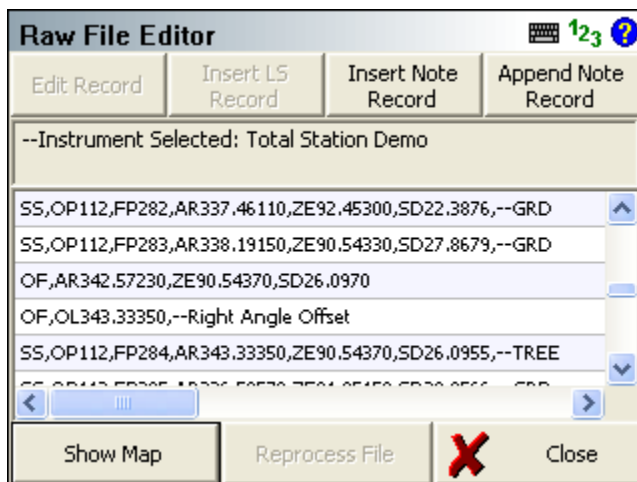 Raw File Editor
123
?
Edit Record
Insert LS
Record
Insert Note
Record
Append Note
Record
--Instrument Selected: Total Station Demo
SS,OP112,FP282,AR337.46110,ZE92.45300,SD22.3876,--GRD
SS,OP112,FP283,AR338.19150,ZE90.54330,SD27.8679,--GRD
OF,AR342.57230,ZE90.54370,SD26.0970
OF,OL343.33350,--Right Angle Offset
SS,OP112,FP284,AR343.33350,ZE90.54370,SD26.0955,--TREE
Show Map
Reprocess File
Close